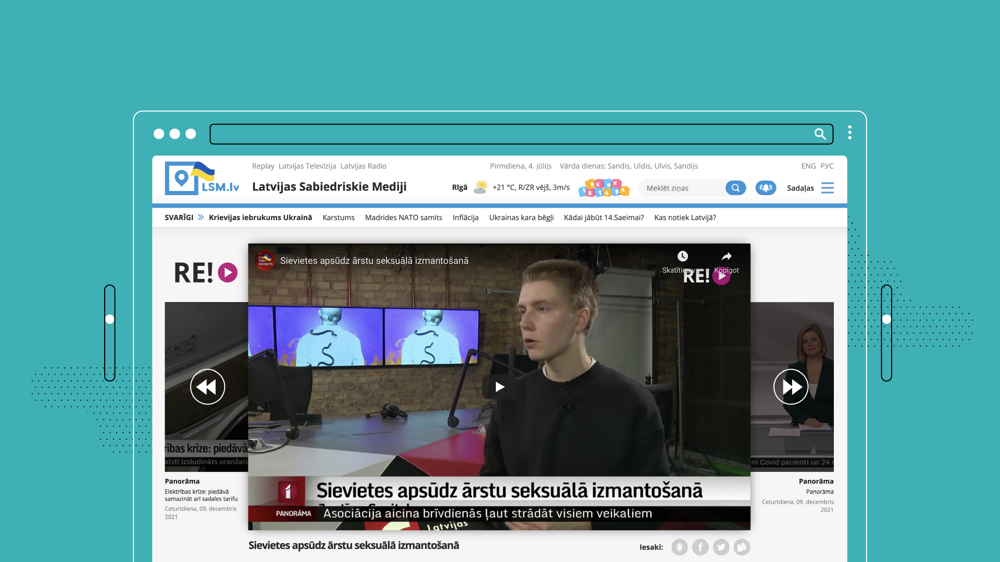 Replay Latvijas Televīzija Latvijas Radio
Pirmdiena, 4. jūlijs Vārda dienas: Sandis, Uldis, Ulvis, Sandijs
ENG РУС
LSM.lv
Latvijas Sabiedriskie Mediji
Rīgā +21 °C, R/ZR vējš, 3m/s
BĒRN
ISTABA
Meklēt ziņas
Sadaļas
SVARĪGI Krievijas iebrukums Ukrainā Karstums Madrides NATO samits Inflācija Ukrainas kara bēgļi Kādai jābūt 14.Saeimai? Kas notiek Latvijā?
RE!
LTV
ZIŅU
DIENESTS
Sievietes apsūdz ārstu seksuālā izmantošanā
Skatīties v... Kopīgot
RE!
rības krīze: piedāvā
alstī izsludināts oranžais
Panorāma
Elektrības krīze: piedāvā
samazināt arī sadales tarifu
Ceturtdiena, 09. decembris
2021
1
Sievietes apsūdz ārstu seksuālā izmantošanā
PANORĀMA Asociācija aicina brīvdienās ļaut strādāt visiem veikaliem
Latvijas
ni Covid pacienti un 24
Panorāma
Panorāma
Ceturtdiena, 09. decembris
2021
Sievietes apsūdz ārstu seksuālā izmantošanā
Iesaki: